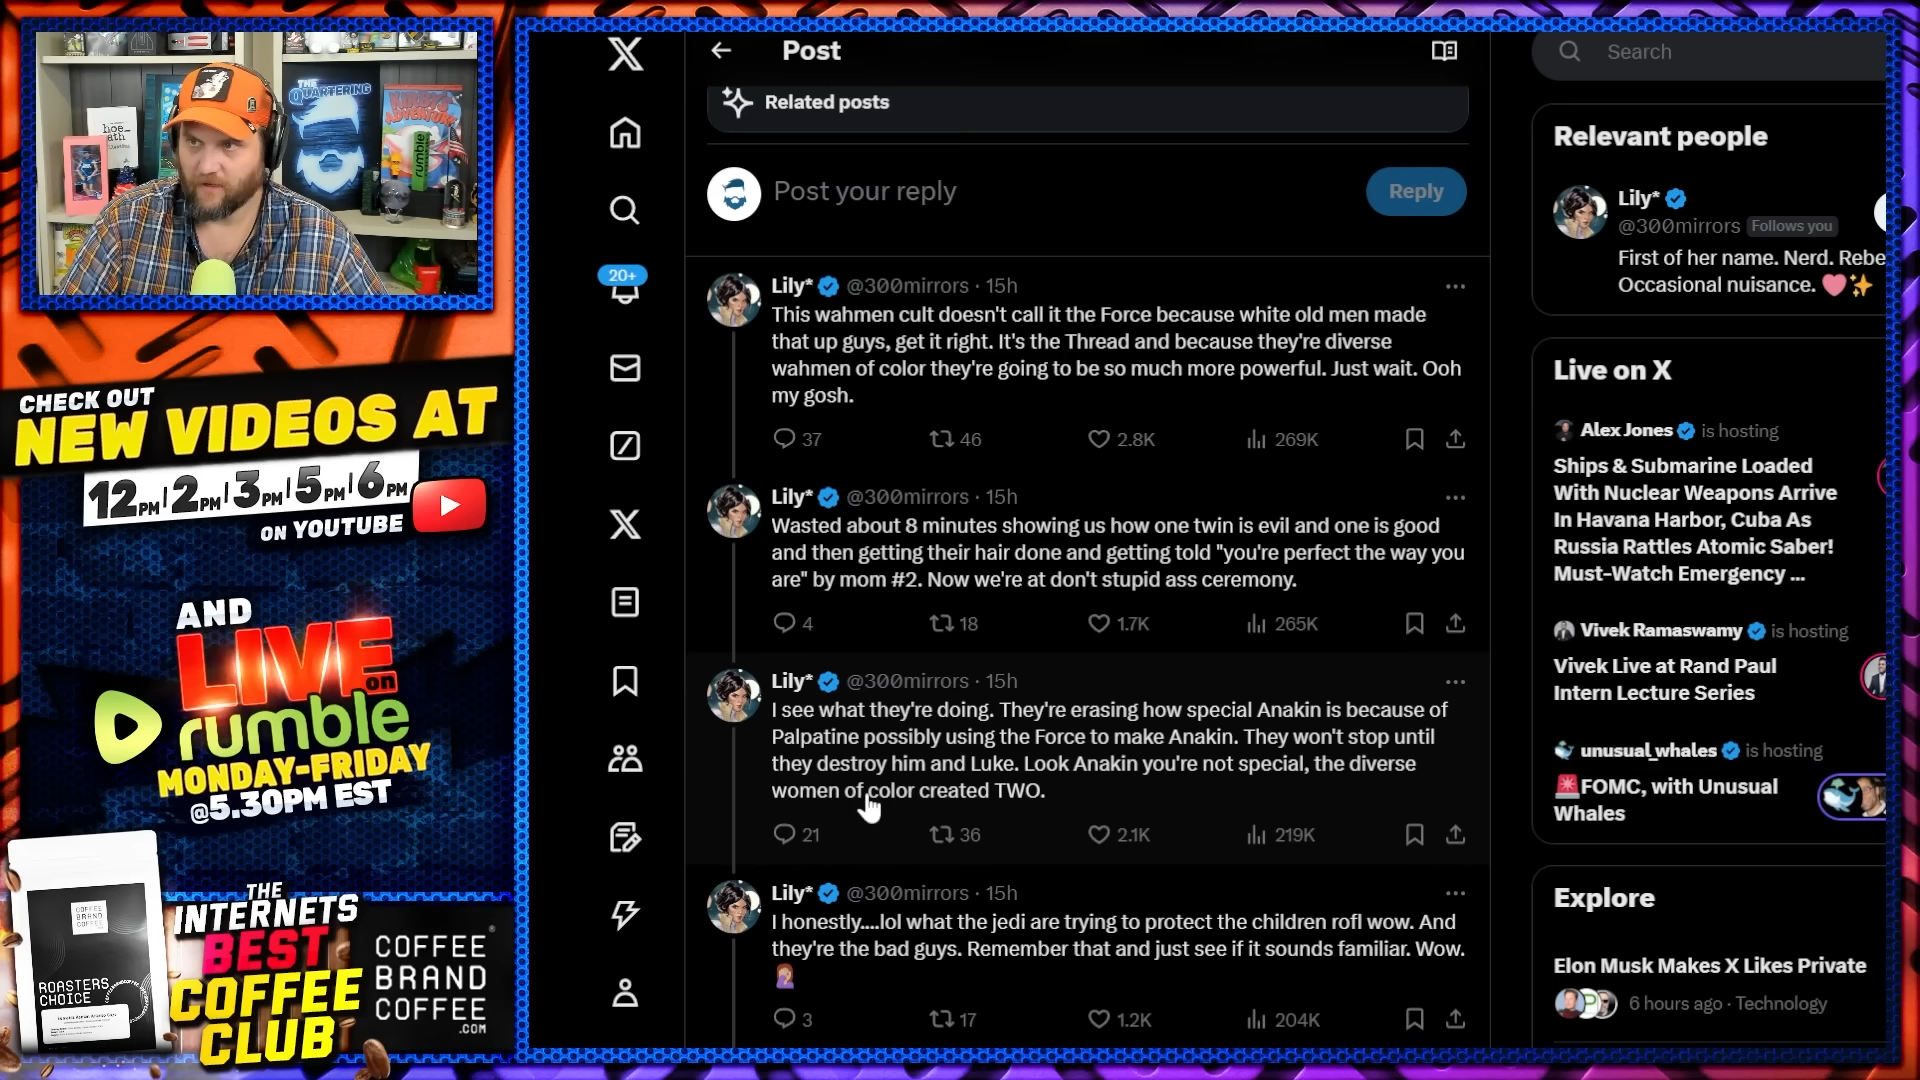 THE
QUARTERING
KIRBY'S
ADVENTURE
rumble
hoe_
CHECK OUT
NEW VIDEOS AT
12PM | 2PM | 3PM | 5PM | 6PM
ON YOUTUBE
AND
LIVE
on
rumble
MONDAY-FRIDAY
@5.30PM EST
COFFEE
BRAND
COFFEE
ROASTERS
CHOICE
THE
INTERNETS
BEST
COFFEE
CLUB
COFFEE®
BRAND
COFFEE
.COM
20+
Post
Related posts
Post your reply
Reply
Lily* @300mirrors · 15h
This wahmen cult doesn't call it the Force because white old men made
that up guys, get it right. It's the Thread and because they're diverse
wahmen of color they're going to be so much more powerful. Just wait. Ooh
my gosh.
37 46 2.8K 269K
Lily* @300mirrors · 15h
Wasted about 8 minutes showing us how one twin is evil and one is good
and then getting their hair done and getting told "you're perfect the way you
are" by mom #2. Now we're at don't stupid ass ceremony.
4 18 1.7K 265K
Lily* @300mirrors · 15h
I see what they're doing. They're erasing how special Anakin is because of
Palpatine possibly using the Force to make Anakin. They won't stop until
they destroy him and Luke. Look Anakin you're not special, the diverse
women of color created TWO.
21 36 2.1K 219K
Lily* @300mirrors · 15h
I honestly....lol what the jedi are trying to protect the children rofl wow. And
they're the bad guys. Remember that and just see if it sounds familiar. Wow.
🤦🏼‍♀️
3 17 1.2K 204K
Search
Relevant people
Lily*
@300mirrors Follows you
First of her name. Nerd. Rebe
Occasional nuisance. 🩷✨
Live on X
Alex Jones is hosting
Ships & Submarine Loaded
With Nuclear Weapons Arrive
In Havana Harbor, Cuba As
Russia Rattles Atomic Saber!
Must-Watch Emergency ...
Vivek Ramaswamy is hosting
Vivek Live at Rand Paul
Intern Lecture Series
unusual_whales is hosting
🚨FOMC, with Unusual
Whales
Explore
Elon Musk Makes X Likes Private
6 hours ago · Technology